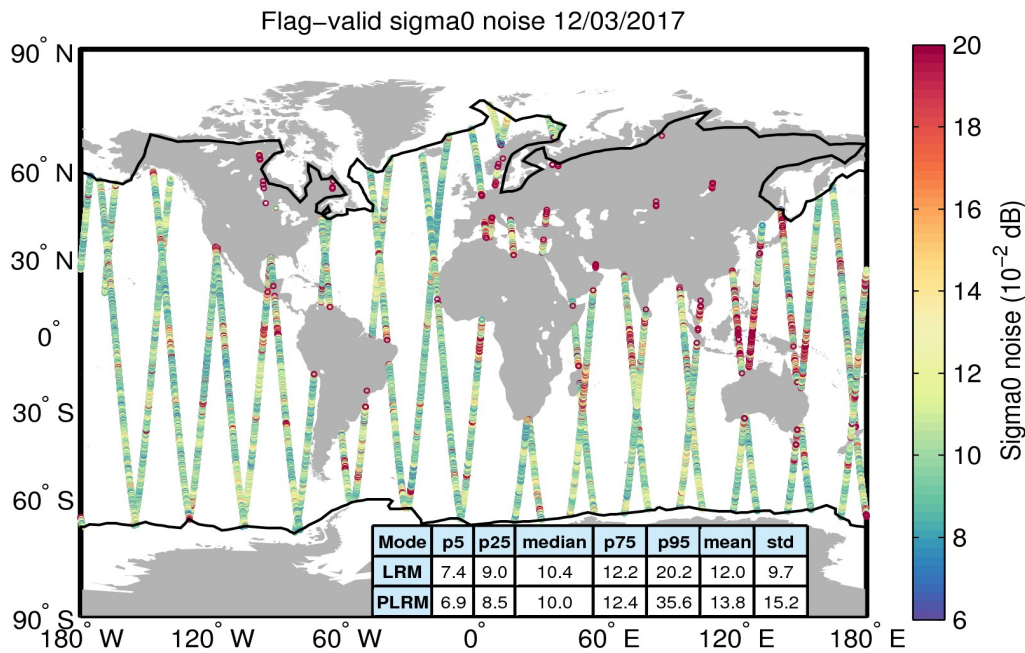 Flag−valid sigma0 noise 12/03/2017
90° N
60° N
30° N
0°
30° S
60° S
90° S
180° W
120° W
60° W
0°
60° E
120° E
180° E
Mode p5 p25 median p75 p95 mean std
LRM 7.4 9.0 10.4 12.2 20.2 12.0 9.7
PLRM 6.9 8.5 10.0 12.4 35.6 13.8 15.2
20
18
16
14
12
10
8
6
Sigma0 noise (10⁻² dB)